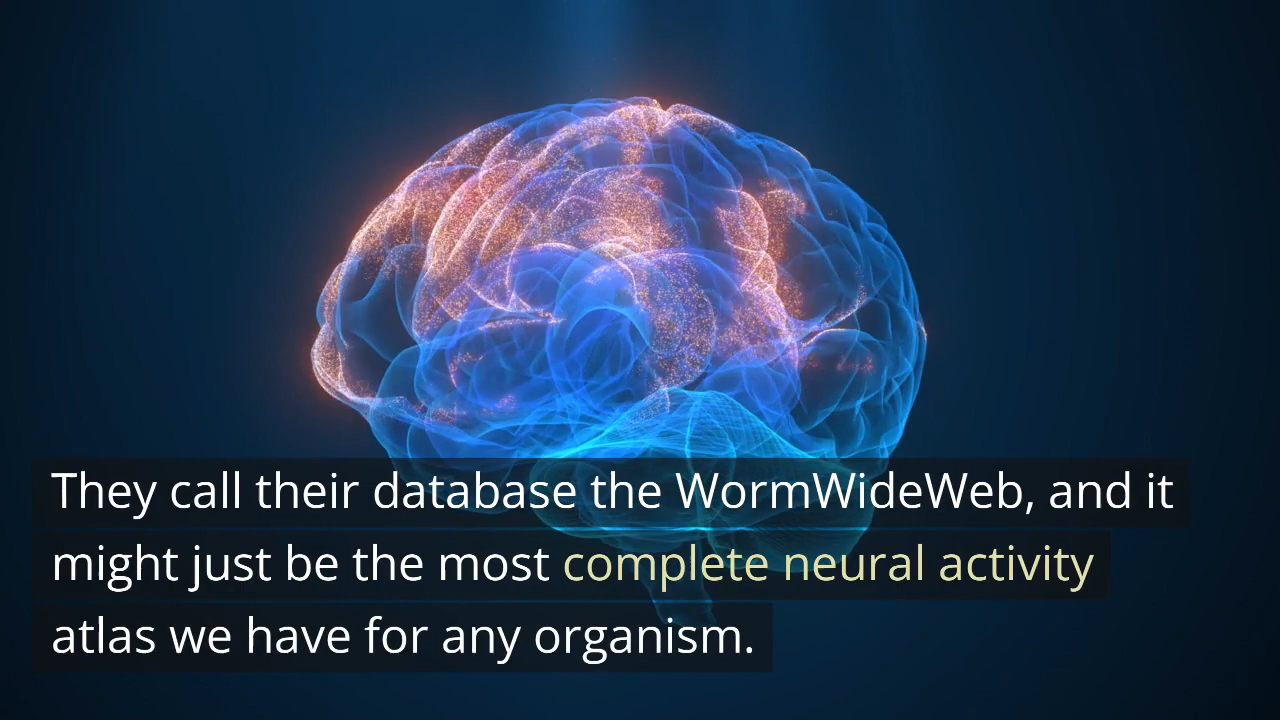 They call their database the WormWideWeb, and it
might just be the most complete neural activity
atlas we have for any organism.